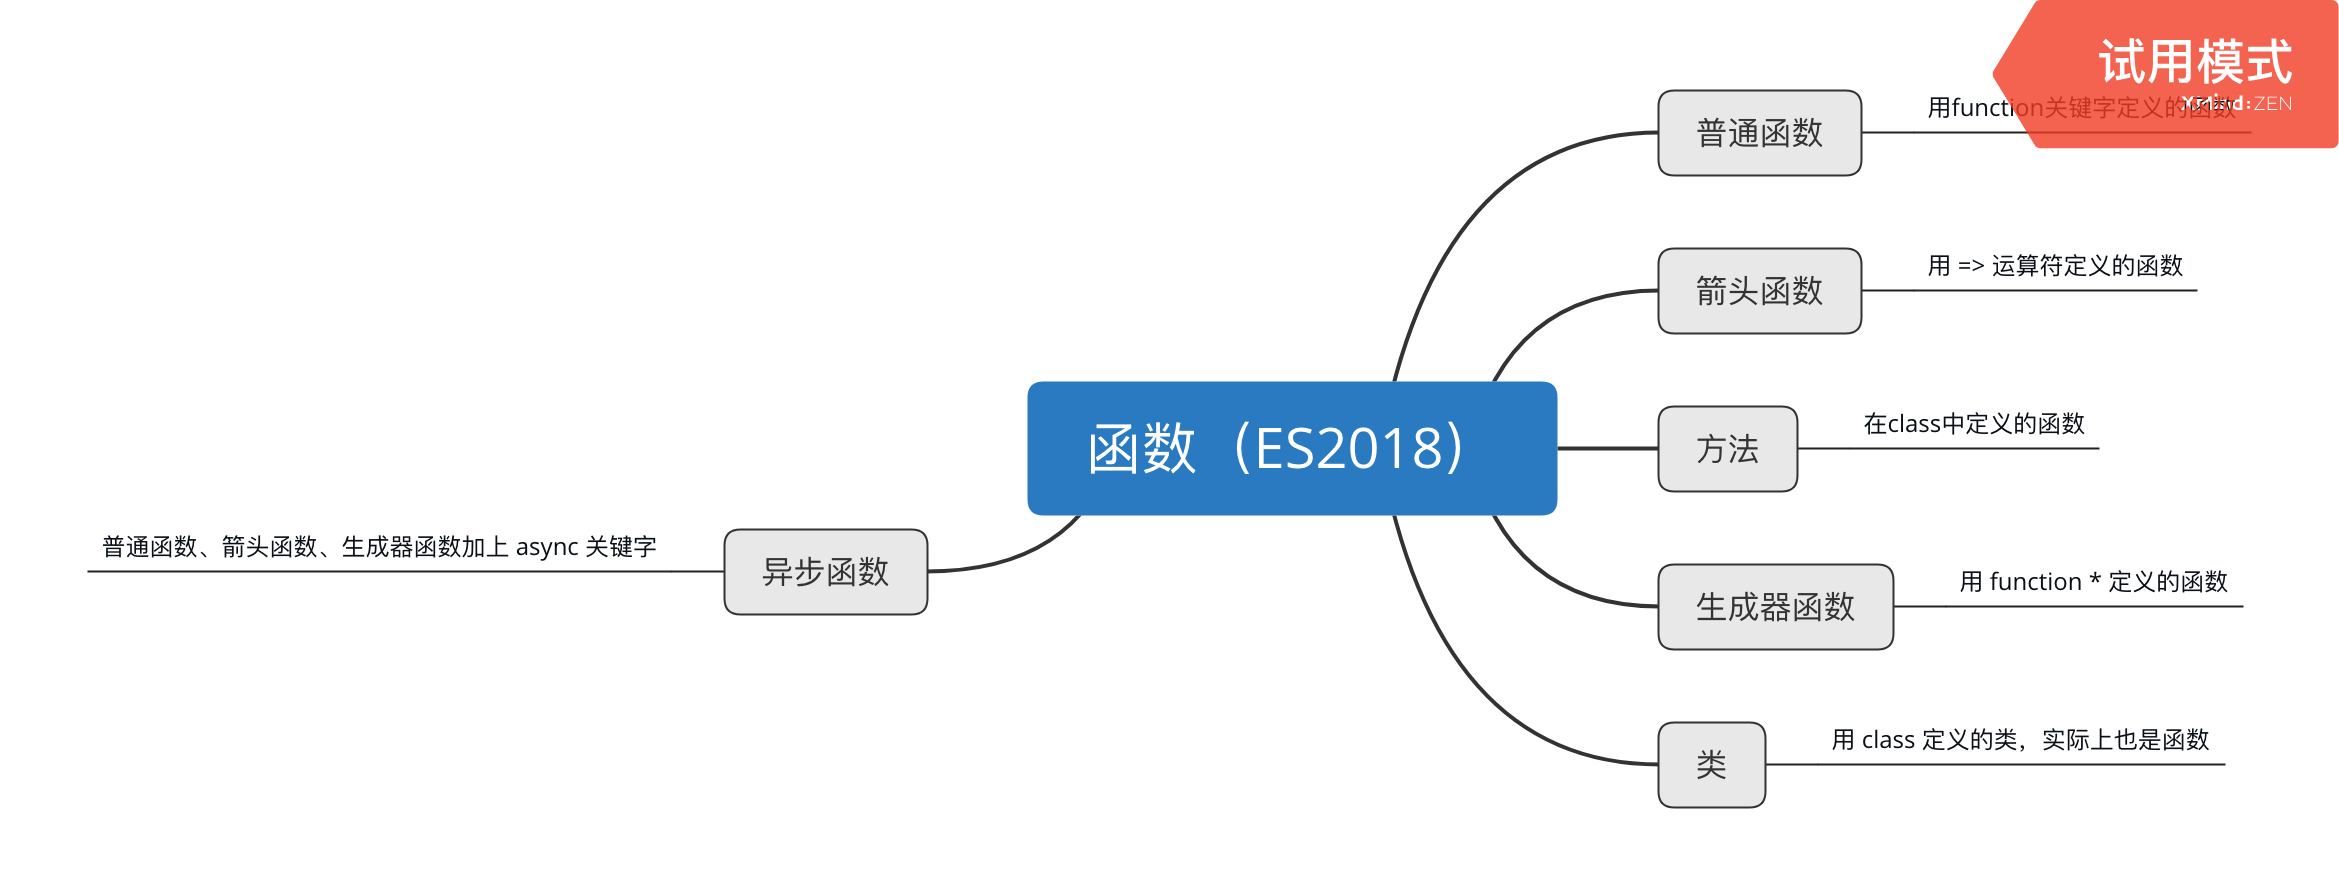 试用模式
XMind:ZEN
普通函数
用function关键字定义的函数
箭头函数
用 => 运算符定义的函数
函数（ES2018）
方法
在class中定义的函数
普通函数、箭头函数、生成器函数加上 async 关键字
异步函数
生成器函数
用 function * 定义的函数
类
用 class 定义的类，实际上也是函数